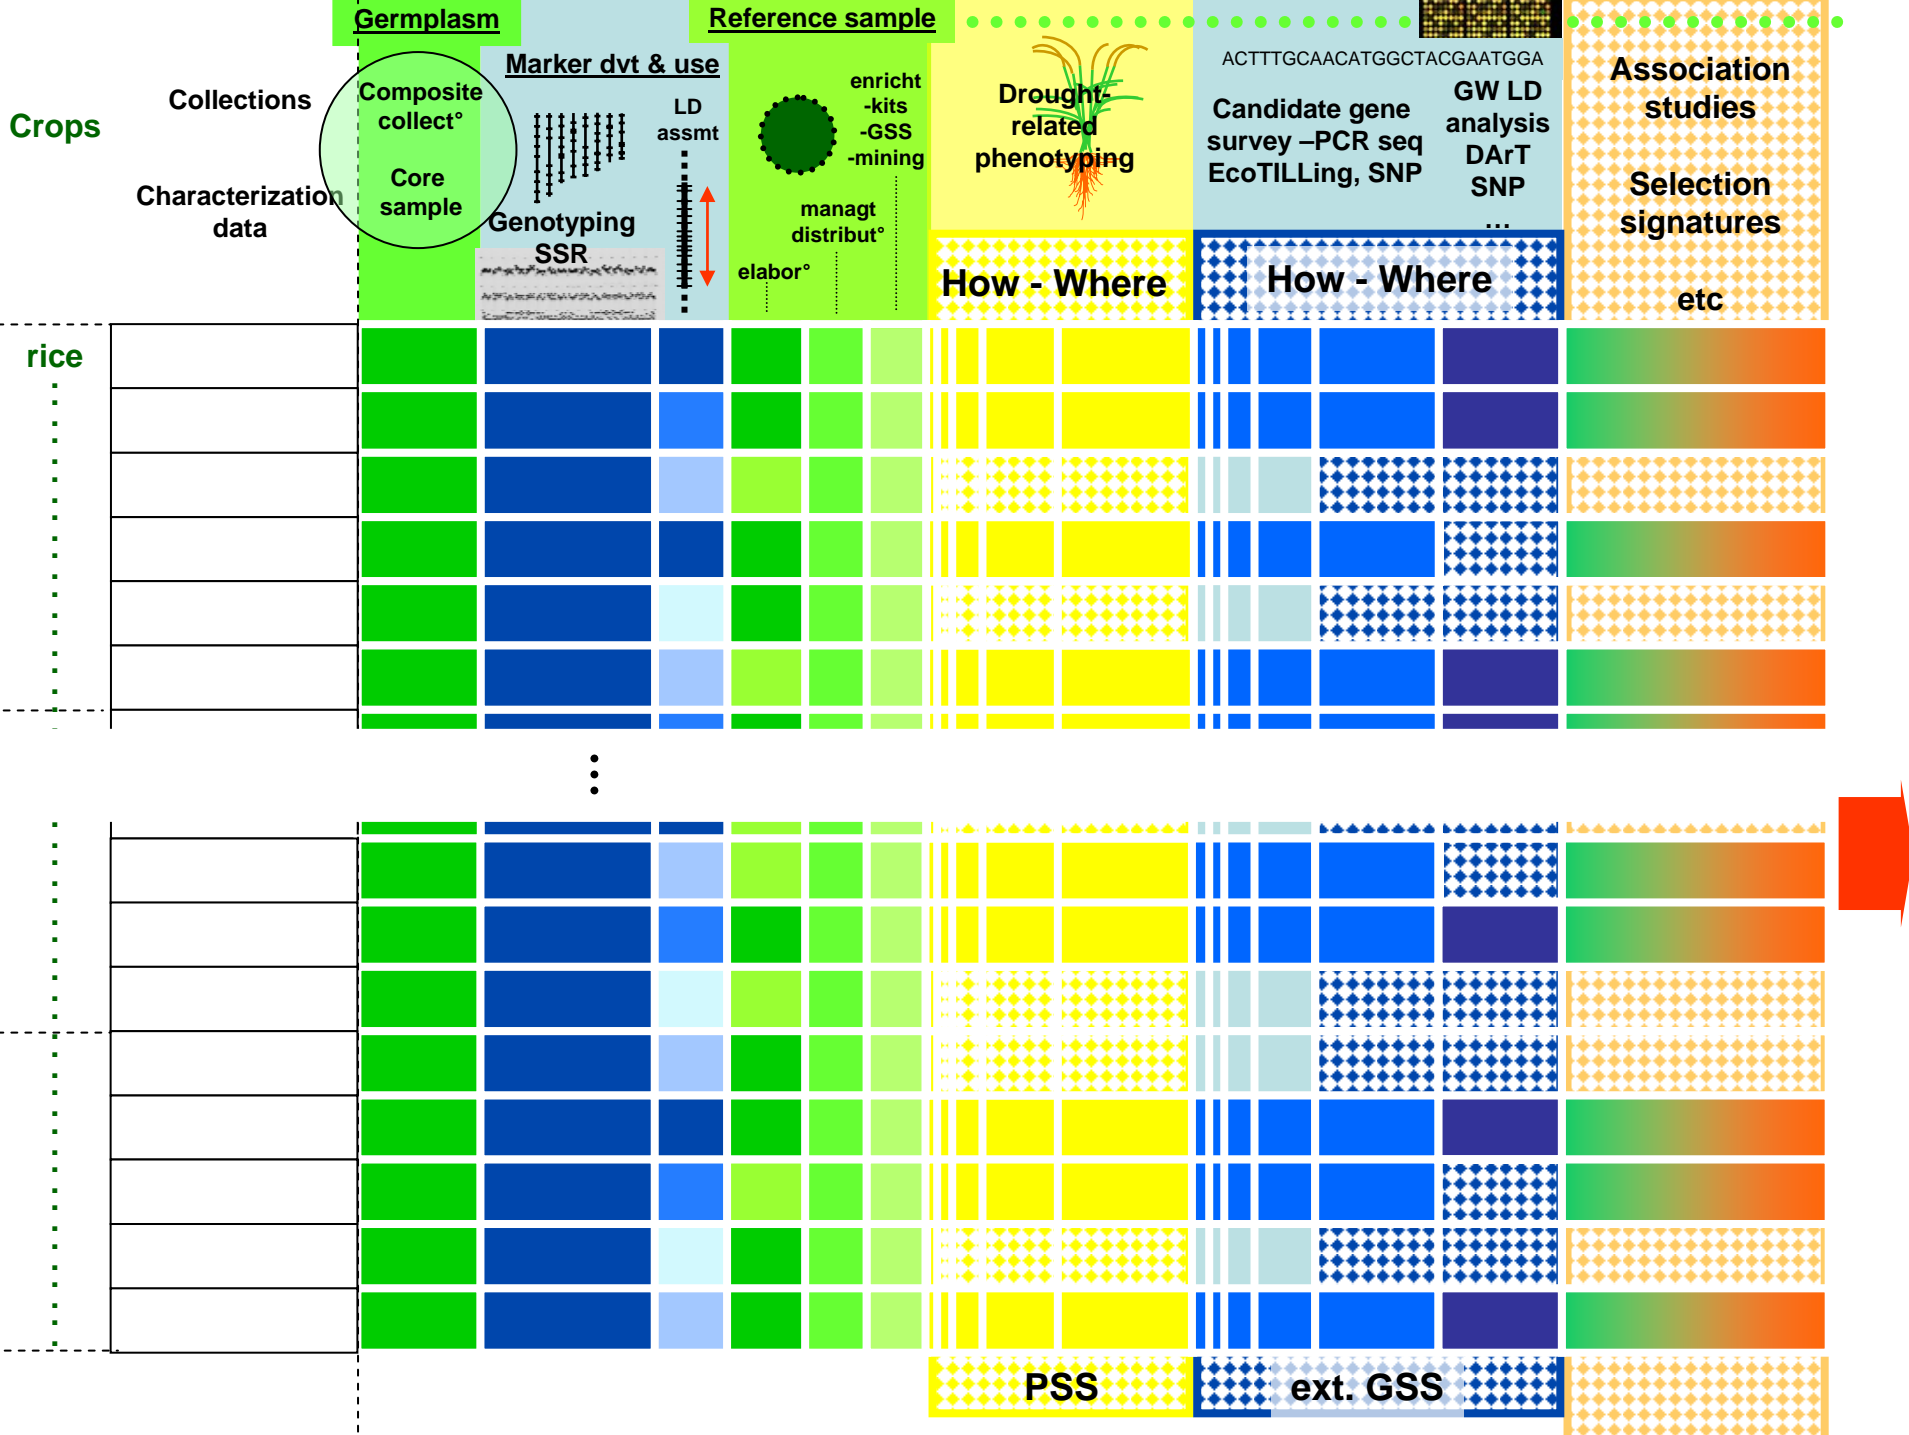 Germplasm
Reference sample
Marker dvt & use
Collections
Crops
Characterization
data
Composite
collect°
Core
sample
Genotyping
SSR
LD
assmt
enricht
-kits
-GSS
-mining
managt
distribut°
elabor°
Drought-
related
phenotyping
ACTTTGCAACATGGCTACGAATGGA
Candidate gene
survey –PCR seq
EcoTILLing, SNP
GW LD
analysis
DArT
SNP
...
Association
studies
Selection
signatures
etc
How - Where
How - Where
rice
PSS
ext. GSS